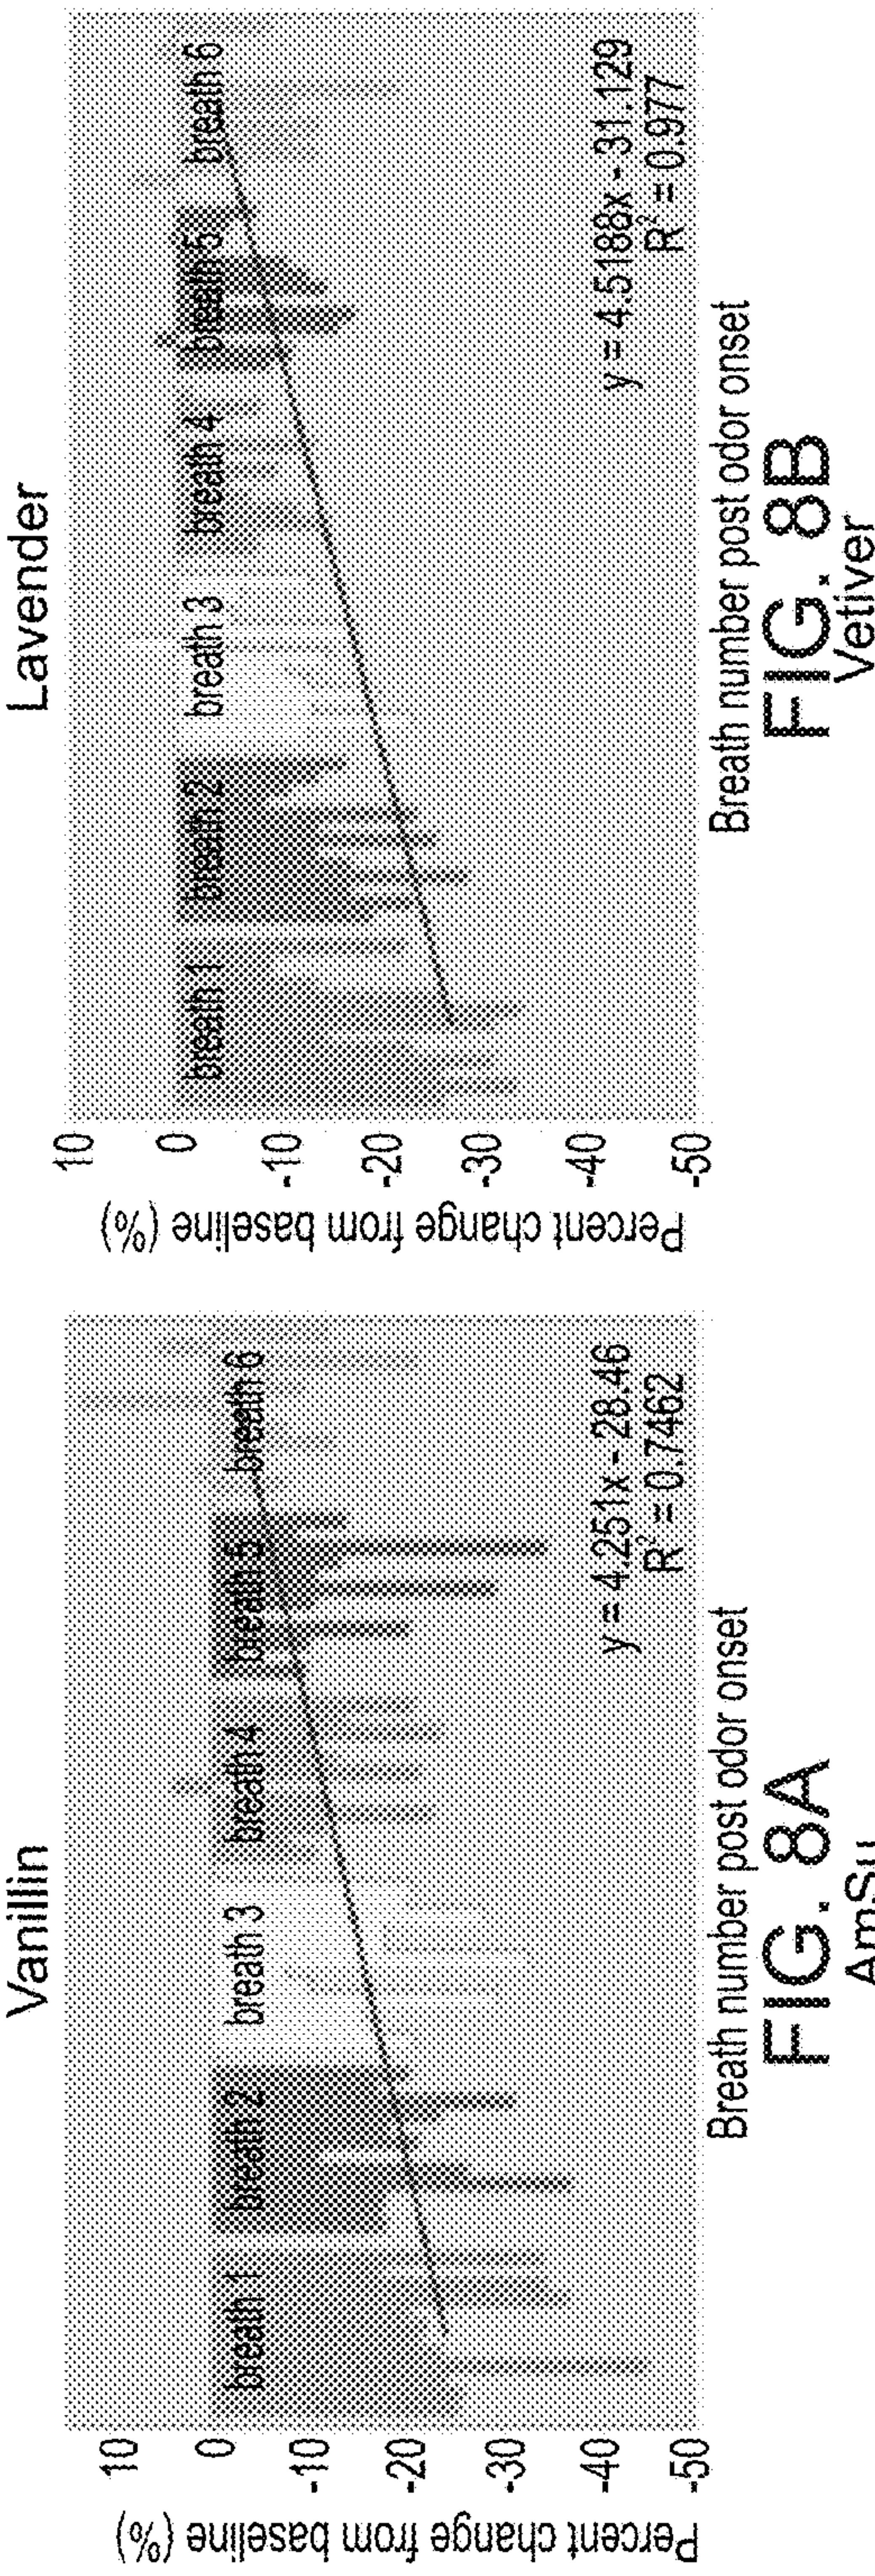 Vanillin
Percent change from baseline (%)
10
0
-10
-20
-30
-40
-50
breath 1
breath 2
breath 3
breath 4
breath 5
breath 6
y = 4.251x - 28.46
R² = 0.7462
Breath number post odor onset
FIG. 8A
AmSu
Lavender
Percent change from baseline (%)
10
0
-10
-20
-30
-40
-50
breath 1
breath 2
breath 3
breath 4
breath 5
breath 6
y = 4.5188x - 31.129
R² = 0.977
Breath number post odor onset
FIG. 8B
Vetiver